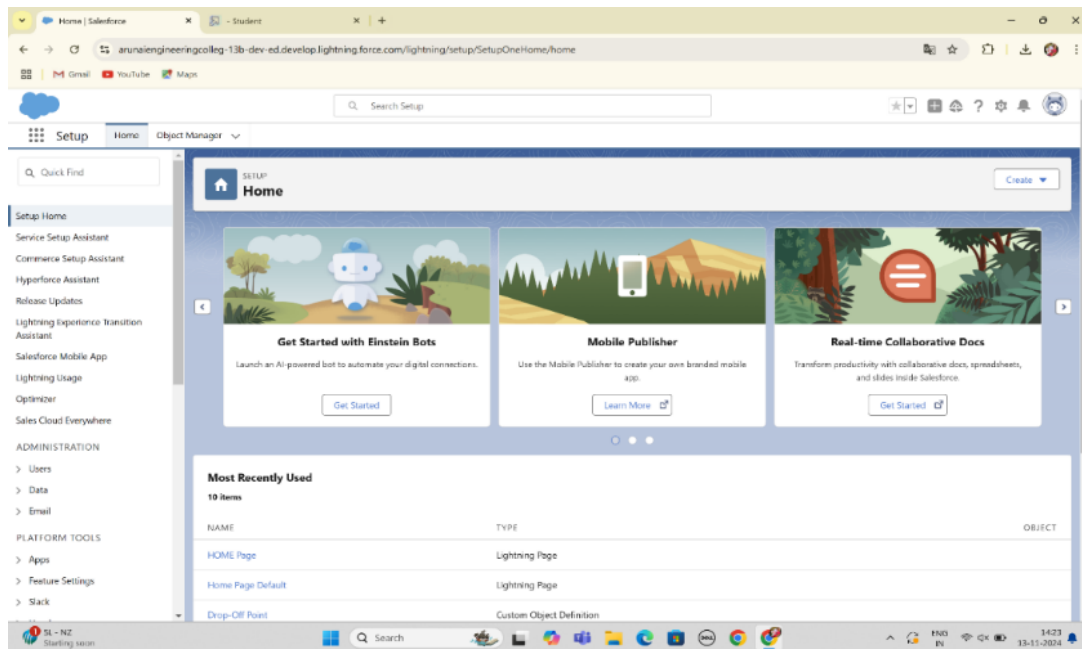 Home | Salesforce
- Student
arunaiengineeringcolleg-13b-dev-ed.develop.lightning.force.com/lightning/setup/SetupOneHome/home
Gmail YouTube Maps
Search Setup
Setup Home Object Manager
Quick Find
SETUP
Home
Create
Setup Home
Service Setup Assistant
Commerce Setup Assistant
Hyperforce Assistant
Release Updates
Lightning Experience Transition
Assistant
Salesforce Mobile App
Lightning Usage
Optimizer
Sales Cloud Everywhere
ADMINISTRATION
Users
Data
Email
PLATFORM TOOLS
Apps
Feature Settings
Slack
Get Started with Einstein Bots
Launch an AI-powered bot to automate your digital connections.
Get Started
Mobile Publisher
Use the Mobile Publisher to create your own branded mobile
app.
Learn More
Real-time Collaborative Docs
Transform productivity with collaborative docs, spreadsheets,
and slides inside Salesforce.
Get Started
Most Recently Used
10 items
NAME TYPE OBJECT
HOME Page Lightning Page
Home Page Default Lightning Page
Drop-Off Point Custom Object Definition
1
SL - NZ
Starting soon
Search
DELL
ENG
IN
14:23
13-11-2024